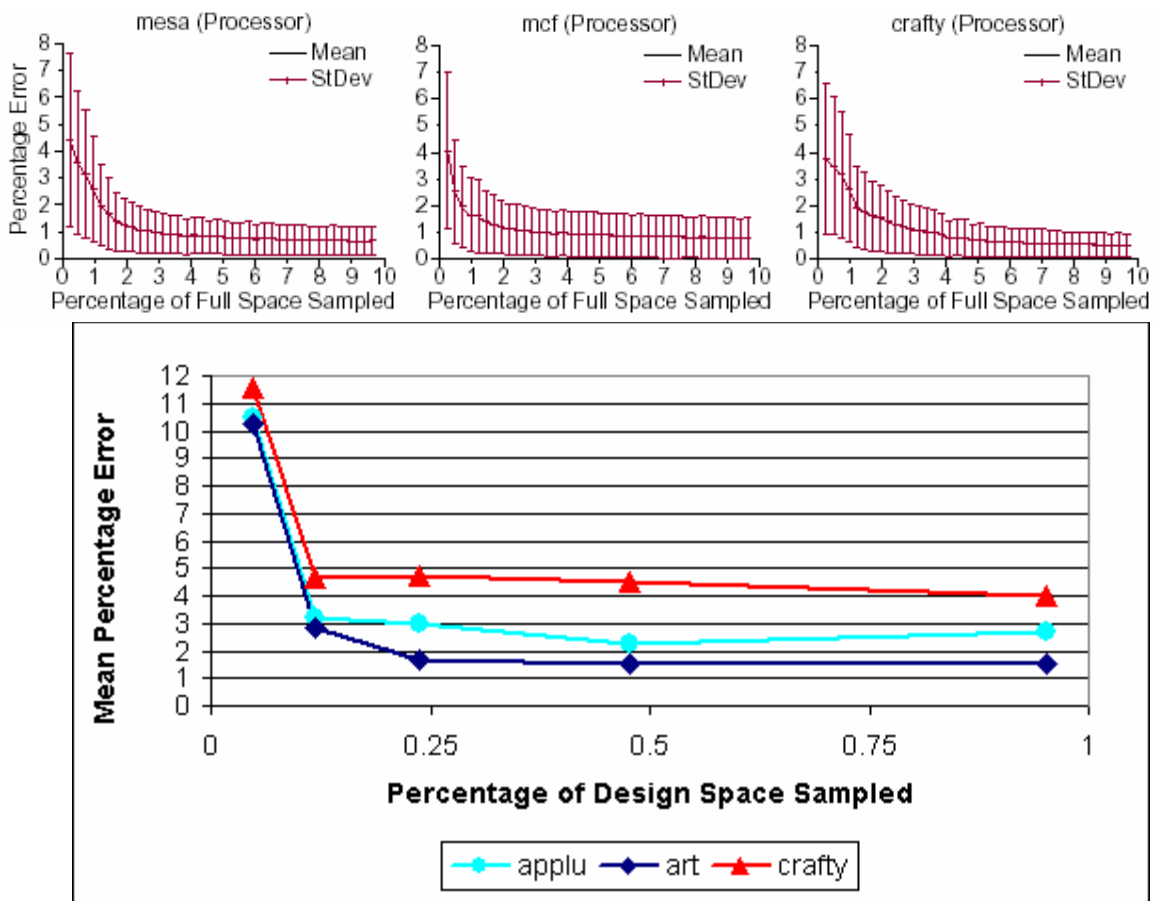 mesa (Processor)
mcf (Processor)
crafty (Processor)
Percentage Error
8
7
6
5
4
3
2
1
0
Mean
StDev
0 1 2 3 4 5 6 7 8 9 10
Percentage of Full Space Sampled
8
7
6
5
4
3
2
1
0
Mean
StDev
0 1 2 3 4 5 6 7 8 9 10
Percentage of Full Space Sampled
8
7
6
5
4
3
2
1
0
Mean
StDev
0 1 2 3 4 5 6 7 8 9 10
Percentage of Full Space Sampled
Mean Percentage Error
12
11
10
9
8
7
6
5
4
3
2
1
0
0 0.25 0.5 0.75 1
Percentage of Design Space Sampled
applu art crafty